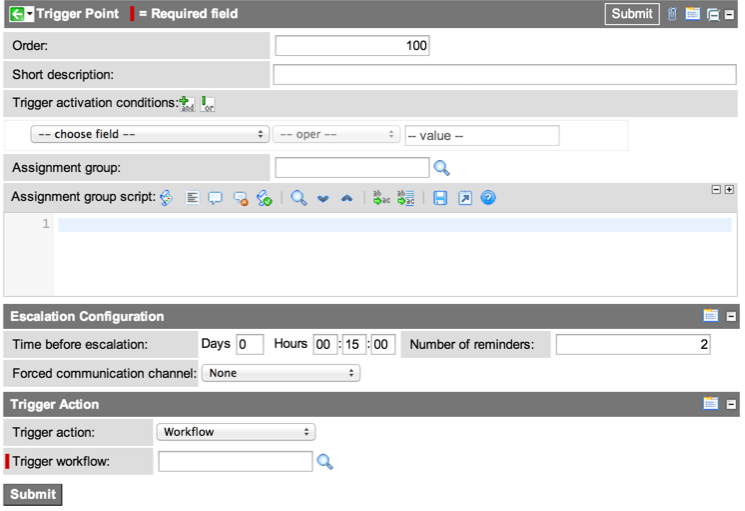 Trigger Point = Required field Submit
Order: 100
Short description:
Trigger activation conditions: and or
-- choose field -- -- oper -- -- value --
Assignment group:
Assignment group script:
1
Escalation Configuration
Time before escalation: Days 0 Hours 00 : 15 : 00 Number of reminders: 2
Forced communication channel: None
Trigger Action
Trigger action: Workflow
Trigger workflow:
Submit